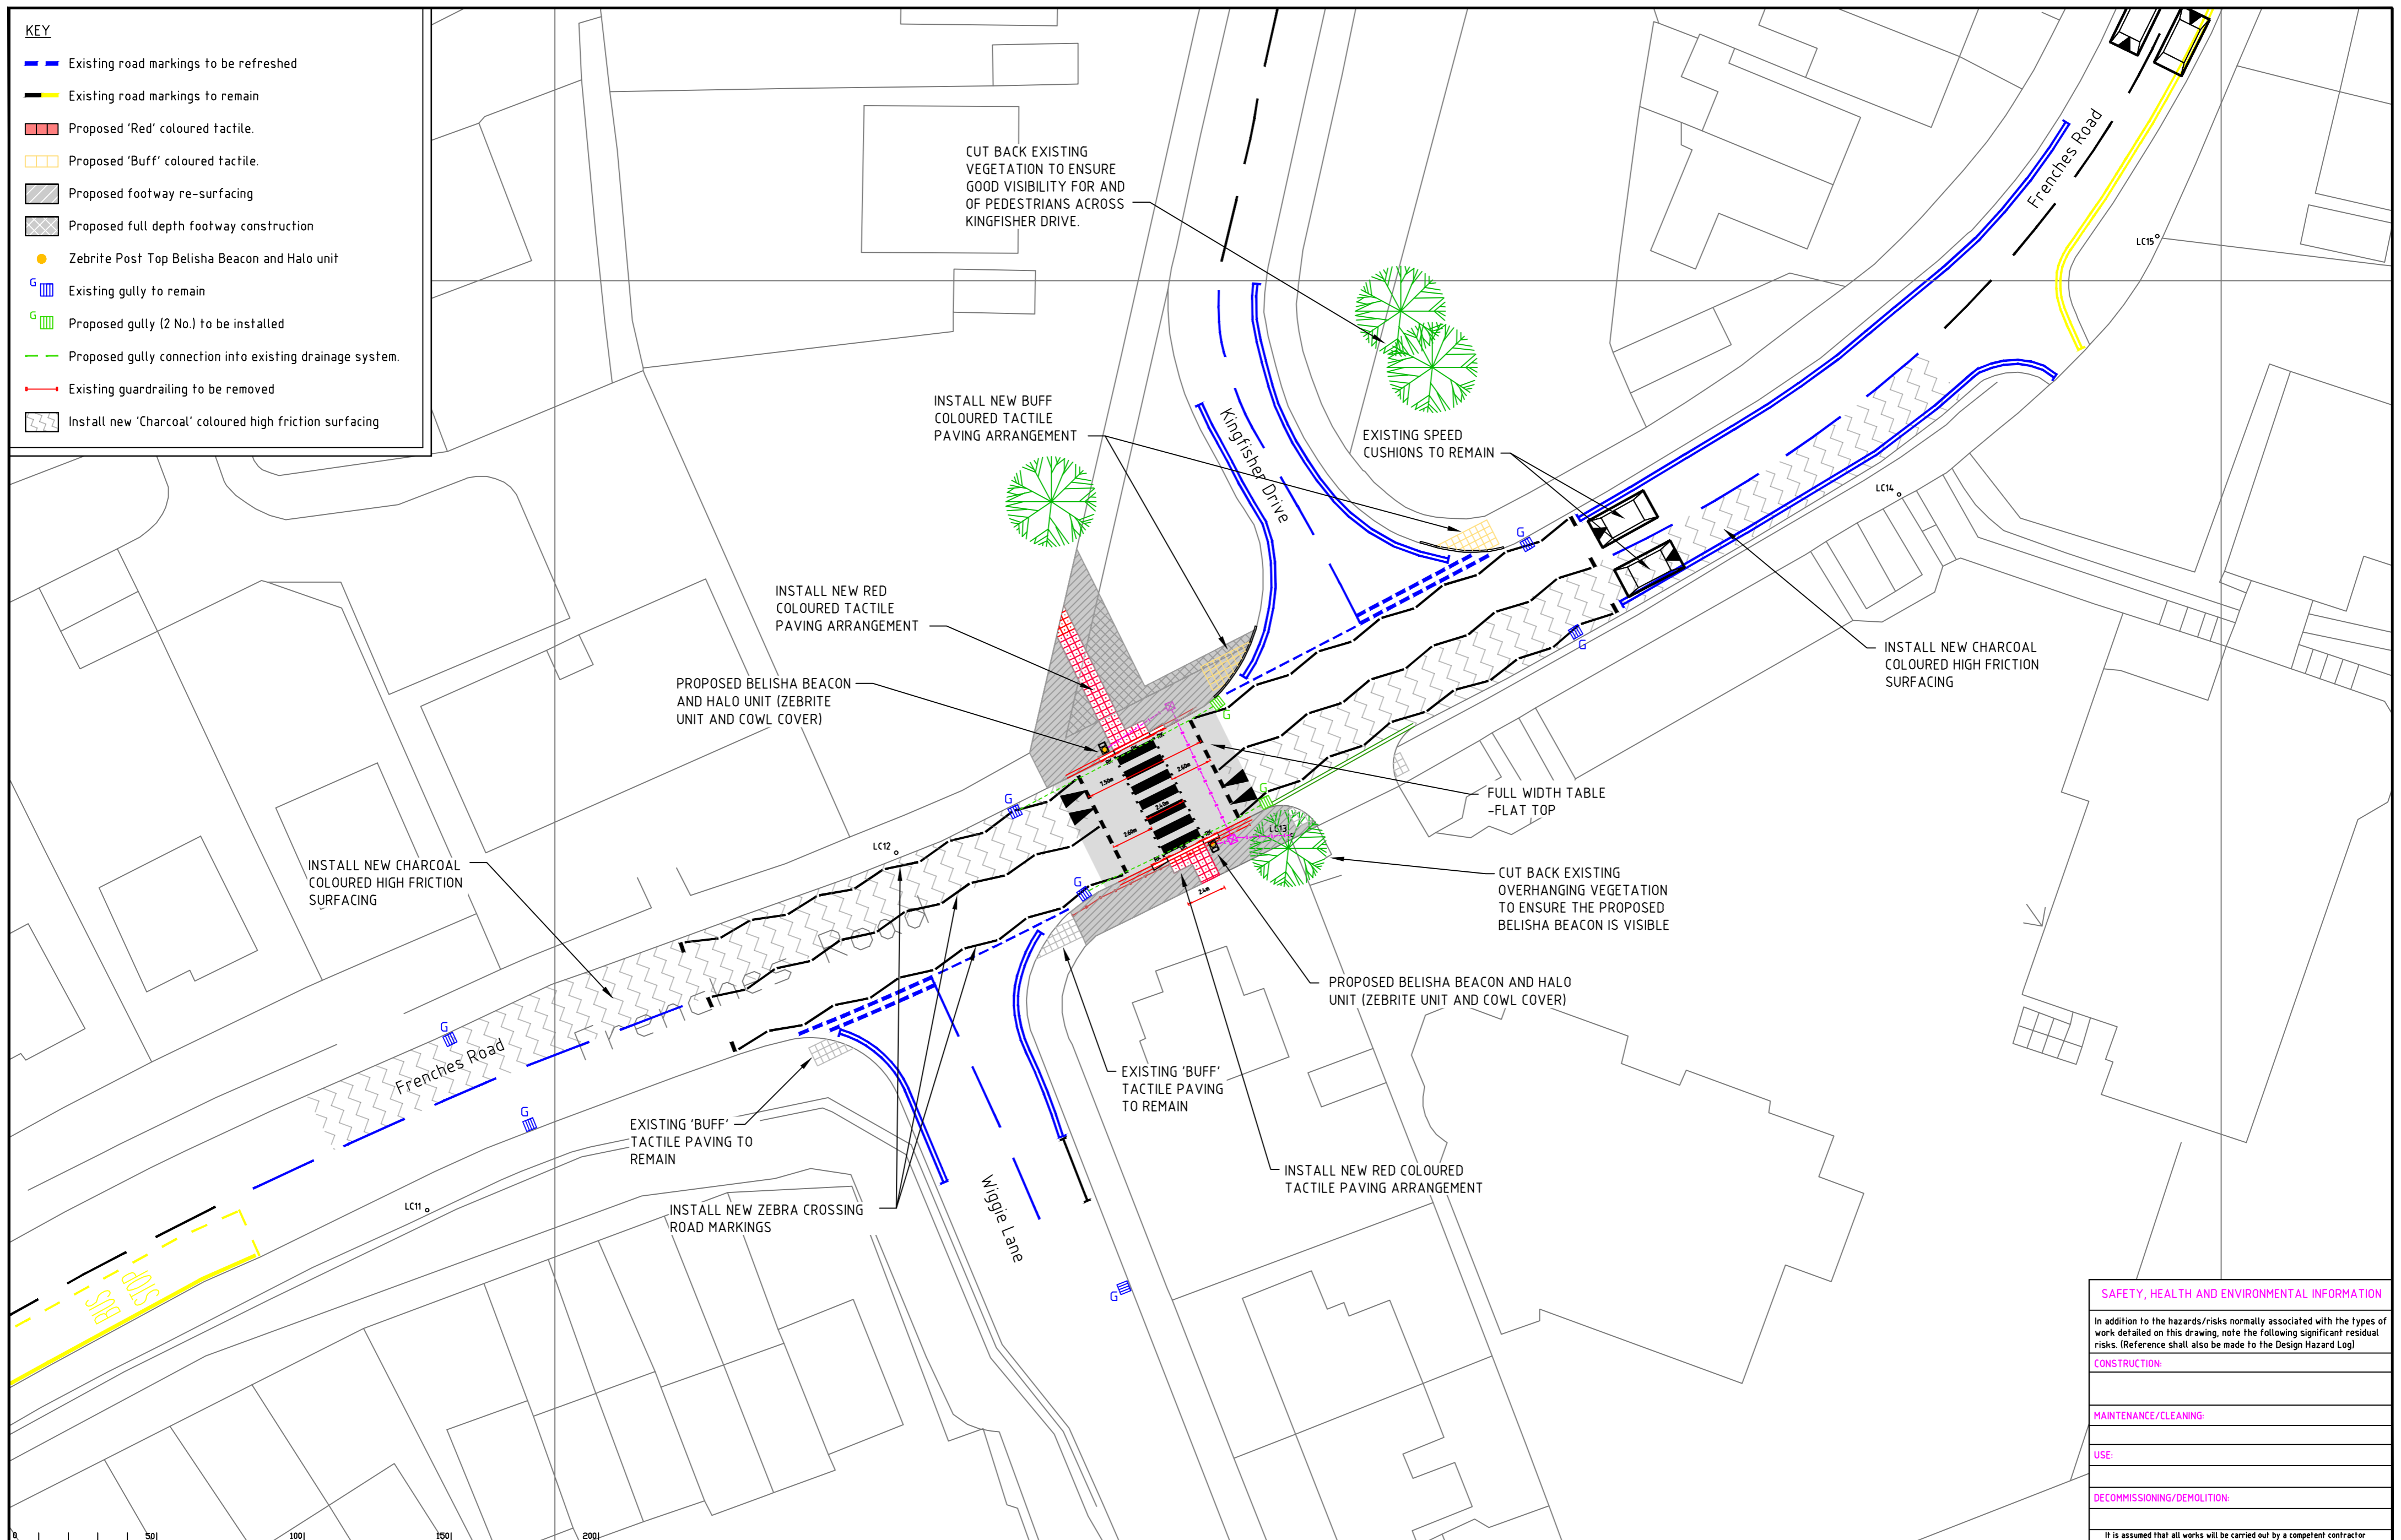 KEY
Existing road markings to be refreshed
Existing road markings to remain
Proposed 'Red' coloured tactile.
Proposed 'Buff' coloured tactile.
Proposed footway re-surfacing
Proposed full depth footway construction
Zebrite Post Top Belisha Beacon and Halo unit
G
Existing gully to remain
G
Proposed gully (2 No.) to be installed
Proposed gully connection into existing drainage system.
Existing guardrailing to be removed
Install new 'Charcoal' coloured high friction surfacing
CUT BACK EXISTING
VEGETATION TO ENSURE
GOOD VISIBILITY FOR AND
OF PEDESTRIANS ACROSS
KINGFISHER DRIVE.
Frenches Road
LC15
INSTALL NEW BUFF
COLOURED TACTILE
PAVING ARRANGEMENT
Kingfisher Drive
EXISTING SPEED
CUSHIONS TO REMAIN
LC14
G
G
INSTALL NEW RED
COLOURED TACTILE
PAVING ARRANGEMENT
INSTALL NEW CHARCOAL
COLOURED HIGH FRICTION
SURFACING
PROPOSED BELISHA BEACON
AND HALO UNIT (ZEBRITE
UNIT AND COWL COVER)
G
2.60m
7.50m
2.40m
2.60m
G
G
FULL WIDTH TABLE
-FLAT TOP
LC13
LC12
INSTALL NEW CHARCOAL
COLOURED HIGH FRICTION
SURFACING
G
2.4m
CUT BACK EXISTING
OVERHANGING VEGETATION
TO ENSURE THE PROPOSED
BELISHA BEACON IS VISIBLE
PROPOSED BELISHA BEACON AND HALO
UNIT (ZEBRITE UNIT AND COWL COVER)
G
Frenches Road
G
EXISTING 'BUFF'
TACTILE PAVING
TO REMAIN
EXISTING 'BUFF'
TACTILE PAVING TO
REMAIN
INSTALL NEW RED COLOURED
TACTILE PAVING ARRANGEMENT
INSTALL NEW ZEBRA CROSSING
ROAD MARKINGS
LC11
Wiggie Lane
G
BUS
STOP
SAFETY, HEALTH AND ENVIRONMENTAL INFORMATION
In addition to the hazards/risks normally associated with the types of
work detailed on this drawing, note the following significant residual
risks. (Reference shall also be made to the Design Hazard Log)
CONSTRUCTION:
MAINTENANCE/CLEANING:
USE:
DECOMMISSIONING/DEMOLITION:
It is assumed that all works will be carried out by a competent contractor
0 50 100 150 200